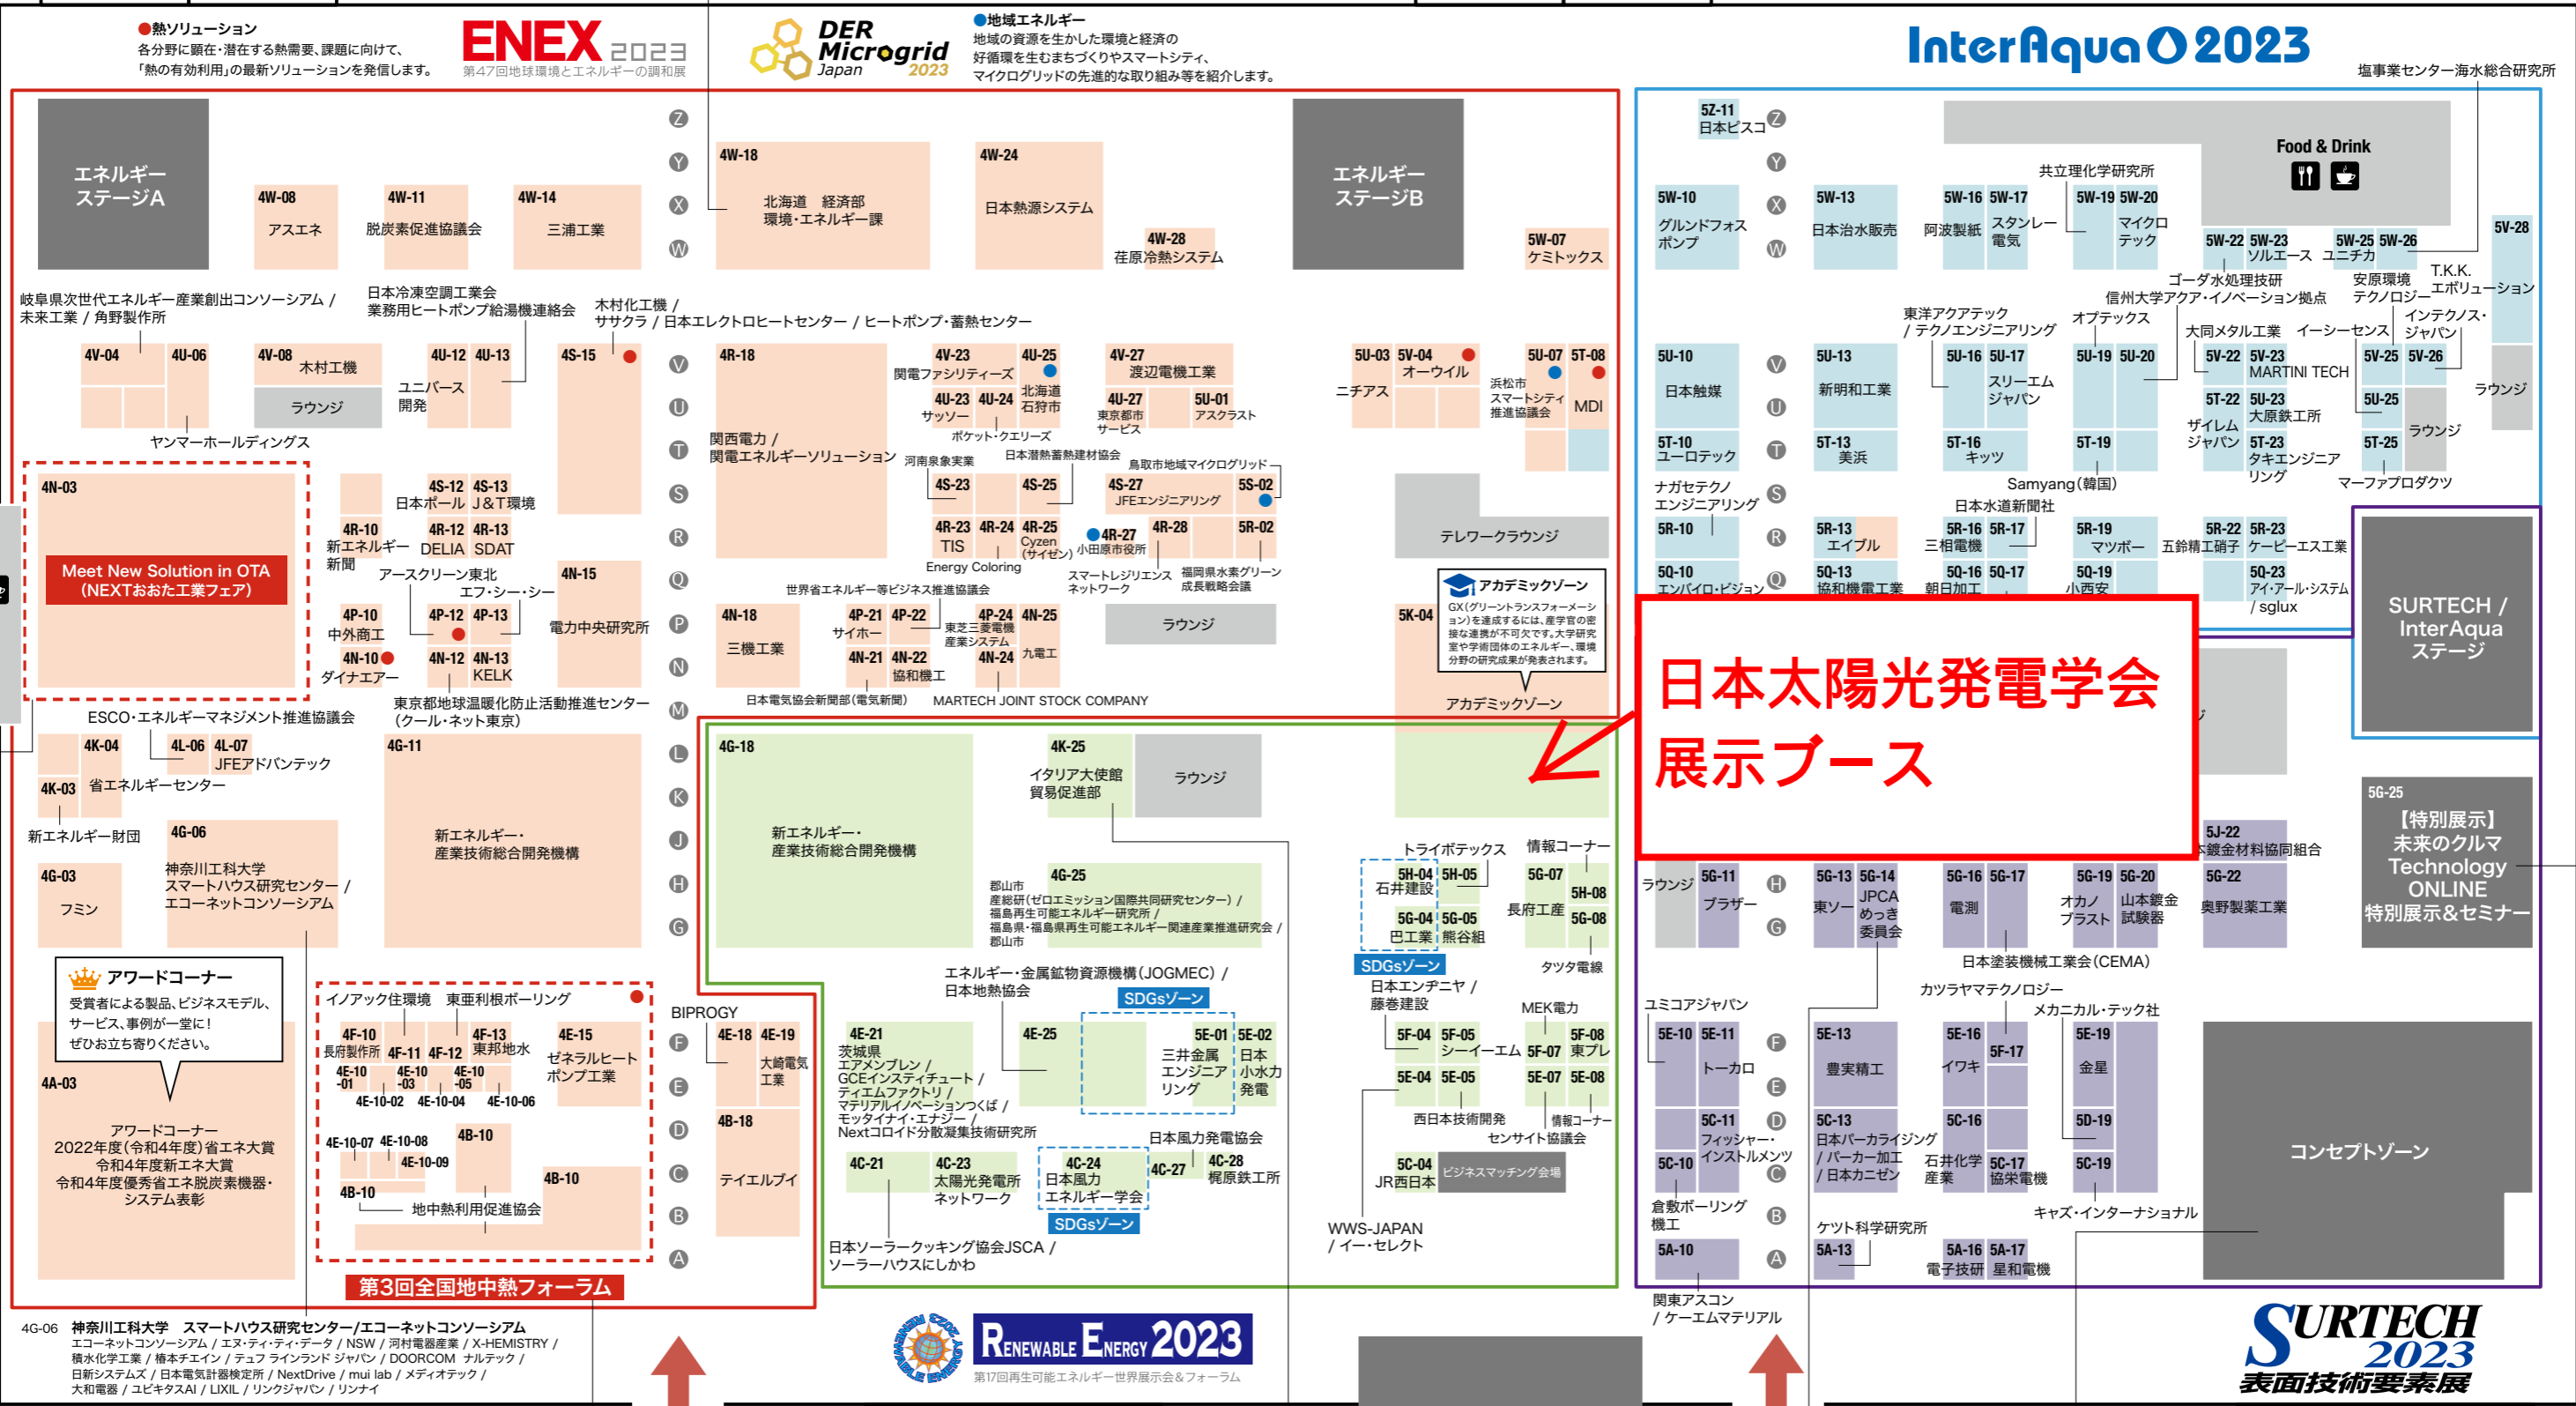 ●熱ソリューション
各分野に顕在・潜在する熱需要、課題に向けて、
「熱の有効利用」の最新ソリューションを発信します。
ENEX 2023
第47回地球環境とエネルギーの調和展
DER
Microgrid
Japan 2023
●地域エネルギー
地域の資源を生かした環境と経済の
好循環を生むまちづくりやスマートシティ、
マイクログリッドの先進的な取り組み等を紹介します。
InterAqua 2023
塩事業センター海水総合研究所
エネルギー
ステージA
4W-08
アスエネ
4W-11
脱炭素促進協議会
4W-14
三浦工業
Z
Y
X
W
4W-18
北海道 経済部
環境・エネルギー課
4W-24
日本熱源システム
4W-28
荏原冷熱システム
エネルギー
ステージB
5W-07
ケミトックス
5Z-11
日本ピスコ
Z
Y
X
W
Food & Drink
5W-10
グルンドフォス
ポンプ
5W-13
日本治水販売
5W-16
阿波製紙
5W-17
スタンレー
電気
共立理化学研究所
5W-19
5W-20
マイクロ
テック
5W-22
5W-23
ソルエース
ゴーダ水処理技研
5W-25
ユニチカ
5W-26
5V-28
T.K.K.
エボリューション
安原環境
テクノロジー
信州大学アクア・イノベーション拠点
インテクノス・
ジャパン
岐阜県次世代エネルギー産業創出コンソーシアム /
未来工業 / 角野製作所
日本冷凍空調工業会
業務用ヒートポンプ給湯機連絡会
木村化工機 /
ササクラ / 日本エレクトロヒートセンター / ヒートポンプ・蓄熱センター
4V-04
4U-06
ヤンマーホールディングス
4V-08
木村工機
ラウンジ
4U-12
4U-13
ユニバース
開発
4S-15
V
U
T
S
R
Q
P
N
M
4R-18
関西電力 /
関電エネルギーソリューション
4V-23
関電ファシリティーズ
4U-25
北海道
石狩市
4U-23
サッソー
4U-24
ポケット・クエリーズ
4V-27
渡辺電機工業
4U-27
東京都市
サービス
5U-01
アスクラスト
5U-03
ニチアス
5V-04
オーウイル
5U-07
浜松市
スマートシティ
推進協議会
5T-08
MDI
河南泉象実業
日本潜熱蓄熱建材協会
鳥取市地域マイクログリッド
4S-23
4S-25
4S-27
JFEエンジニアリング
5S-02
4R-23
TIS
4R-24
Energy Coloring
4R-25
Cyzen
(サイゼン)
4R-27
小田原市役所
4R-28
スマートレジリエンス
ネットワーク
5R-02
福岡県水素グリーン
成長戦略会議
テレワークラウンジ
4N-03
Meet New Solution in OTA
(NEXTおおた工業フェア)
4S-12
日本ポール
4S-13
J&T環境
4R-10
新エネルギー
新聞
4R-12
DELIA
4R-13
SDAT
アースクリーン東北
エフ・シー・シー
4P-10
中外商工
4P-12
4P-13
4N-15
電力中央研究所
4N-10
ダイナエアー
4N-12
4N-13
KELK
東京都地球温暖化防止活動推進センター
(クール・ネット東京)
4N-18
三機工業
世界省エネルギー等ビジネス推進協議会
4P-21
サイホー
4P-22
4P-24
東芝三菱電機
産業システム
4N-25
九電工
4N-21
4N-22
協和機工
4N-24
日本電気協会新聞部(電気新聞)
MARTECH JOINT STOCK COMPANY
ラウンジ
5K-04
アカデミックゾーン
GX(グリーントランスフォーメーシ
ョン)を達成するには、産学官の密
接な連携が不可欠です。大学研究
室や学術団体のエネルギー、環境
分野の研究成果が発表されます。
アカデミックゾーン
東洋アクアテック
/ テクノエンジニアリング
オプテックス
大同メタル工業
イーシーセンス
5U-10
日本触媒
V
U
T
S
R
Q
5U-13
新明和工業
5U-16
5U-17
スリーエム
ジャパン
5U-19
5U-20
5V-22
5V-23
MARTINI TECH
5V-25
5V-26
ラウンジ
5T-22
ザイレム
ジャパン
5U-23
大原鉄工所
5U-25
ラウンジ
5T-10
ユーロテック
5T-13
美浜
5T-16
キッツ
5T-19
Samyang(韓国)
5T-23
タキエンジニア
リング
5T-25
マーファプロダクツ
ナガセテクノ
エンジニアリング
5R-10
5R-13
エイブル
日本水道新聞社
5R-16
三相電機
5R-17
5R-19
マツボー
5R-22
五鈴精工硝子
5R-23
ケーピーエス工業
5Q-10
エンバイロ・ビジョン
5Q-13
協和機電工業
5Q-16
朝日加工
5Q-17
5Q-19
小西安
5Q-23
アイ・アール・システム
/ sglux
SURTECH /
InterAqua
ステージ
日本太陽光発電学会
展示ブース
ESCO・エネルギーマネジメント推進協議会
4K-04
省エネルギーセンター
4L-06
4L-07
JFEアドバンテック
4K-03
新エネルギー財団
4G-11
新エネルギー・
産業技術総合開発機構
4G-06
神奈川工科大学
スマートハウス研究センター /
エコーネットコンソーシアム
4G-03
フミン
L
K
J
H
G
4G-18
新エネルギー・
産業技術総合開発機構
4K-25
イタリア大使館
貿易促進部
ラウンジ
4G-25
郡山市
産総研(ゼロエミッション国際共同研究センター) /
福島再生可能エネルギー研究所 /
福島県・福島県再生可能エネルギー関連産業推進研究会 /
郡山市
トライボテックス
情報コーナー
5H-04
石井建設
5H-05
5G-04
巴工業
5G-05
熊谷組
SDGsゾーン
5G-07
長府工産
5H-08
5G-08
タツタ電線
ラウンジ
5G-11
ブラザー
H
G
5G-13
東ソー
5G-14
JPCA
めっき
委員会
5G-16
電測
5G-17
日本塗装機械工業会(CEMA)
5G-19
オカノ
ブラスト
5G-20
山本鍍金
試験器
5J-22
本鍍金材料協同組合
5G-22
奥野製薬工業
5G-25
【特別展示】
未来のクルマ
Technology
ONLINE
特別展示&セミナー
アワードコーナー
受賞者による製品、ビジネスモデル、
サービス、事例が一堂に!
ぜひお立ち寄りください。
4A-03
アワードコーナー
2022年度(令和4年度)省エネ大賞
令和4年度新エネ大賞
令和4年度優秀省エネ脱炭素機器・
システム表彰
イノアック住環境
東亜利根ボーリング
4F-10
長府製作所
4F-11
4F-12
4F-13
東邦地水
4E-15
ゼネラルヒート
ポンプ工業
4E-10
-01
4E-10
-03
4E-10
-05
4E-10-02
4E-10-04
4E-10-06
4E-10-07
4E-10-08
4E-10-09
4B-10
4B-10
4B-10
地中熱利用促進協会
第3回全国地中熱フォーラム
BIPROGY
F
E
D
C
B
A
4E-18
4E-19
大崎電気
工業
4B-18
テイエルブイ
エネルギー・金属鉱物資源機構(JOGMEC) /
日本地熱協会
SDGsゾーン
4E-21
茨城県
エアメンブレン /
GCEインスティチュート /
ティエムファクトリ /
マテリアルイノベーションつくば /
モッタイナイ・エナジー /
Nextコロイド分散凝集技術研究所
4E-25
5E-01
三井金属
エンジニア
リング
5E-02
日本
小水力
発電
日本風力発電協会
4C-21
4C-23
太陽光発電所
ネットワーク
4C-24
日本風力
エネルギー学会
SDGsゾーン
4C-27
4C-28
梶原鉄工所
日本ソーラークッキング協会JSCA /
ソーラーハウスにしかわ
日本エンヂニヤ /
藤巻建設
MEK電力
5F-04
5F-05
シーイーエム
5F-07
5F-08
東プレ
5E-04
5E-05
5E-07
5E-08
西日本技術開発
情報コーナー
センサイト協議会
5C-04
JR西日本
ビジネスマッチング会場
WWS-JAPAN
/ イー・セレクト
ユミコアジャパン
カツラヤマテクノロジー
メカニカル・テック社
5E-10
5E-11
トーカロ
F
E
D
C
B
A
5E-13
豊実精工
5E-16
イワキ
5F-17
5E-19
金星
5C-11
フィッシャー・
インストルメンツ
5C-10
倉敷ボーリング
機工
5C-13
日本パーカライジング
/ パーカー加工
/ 日本カニゼン
5C-16
石井化学
産業
5C-17
協栄電機
5D-19
5C-19
キャズ・インターナショナル
コンセプトゾーン
ケツト科学研究所
5A-10
関東アスコン
/ ケーエムマテリアル
5A-13
5A-16
電子技研
5A-17
星和電機
4G-06 神奈川工科大学 スマートハウス研究センター/エコーネットコンソーシアム
エコーネットコンソーシアム / エヌ・ティ・ティ・データ / NSW / 河村電器産業 / X-HEMISTRY /
積水化学工業 / 椿本チエイン / テュフ ラインランド ジャパン / DOORCOM ナルテック /
日新システムズ / 日本電気計器検定所 / NextDrive / mui lab / メディオテック /
大和電器 / ユビキタスAI / LIXIL / リンクジャパン / リンナイ
RENEWABLE ENERGY 2023
RENEWABLE ENERGY 2023
第17回再生可能エネルギー世界展示会&フォーラム
SURTECH
2023
表面技術要素展